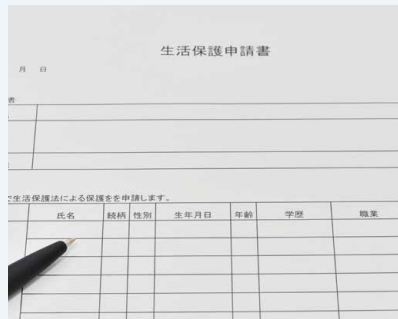 生活保護申請書
月 日
者
で生活保護法による保護をを申請します。
氏名 続柄 性別 生年月日 年齢 学歴 職業